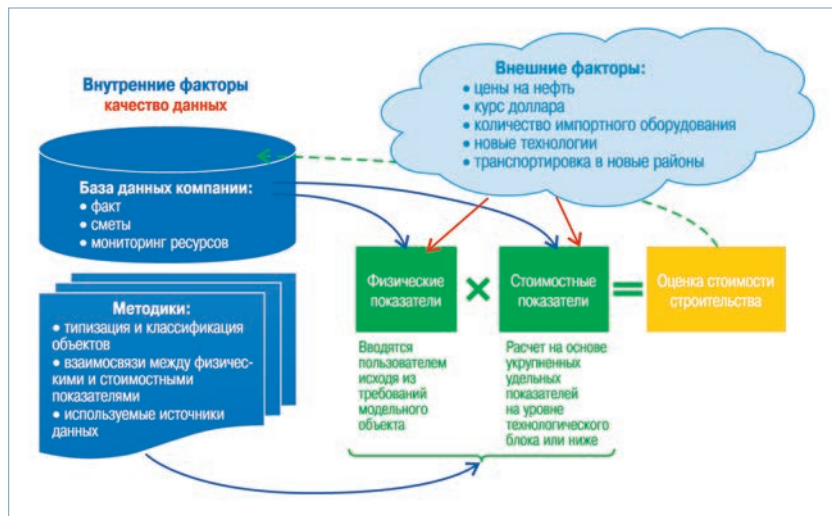 Внутренние факторы
качество данных
База данных компании:
• факт
• сметы
• мониторинг ресурсов
Методики:
• типизация и классификация
объектов
• взаимосвязи между физичес-
кими и стоимостными
показателями
• используемые источники
данных
Внешние факторы:
• цены на нефть
• курс доллара
• количество импортного оборудования
• новые технологии
• транспортировка в новые районы
Физические
показатели
×
Стоимостные
показатели
=
Оценка стоимости
строительства
Вводятся
пользователем
исходя из
требований
модельного
объекта
Расчет на основе
укрупненных
удельных
показателей
на уровне
технологического
блока или ниже